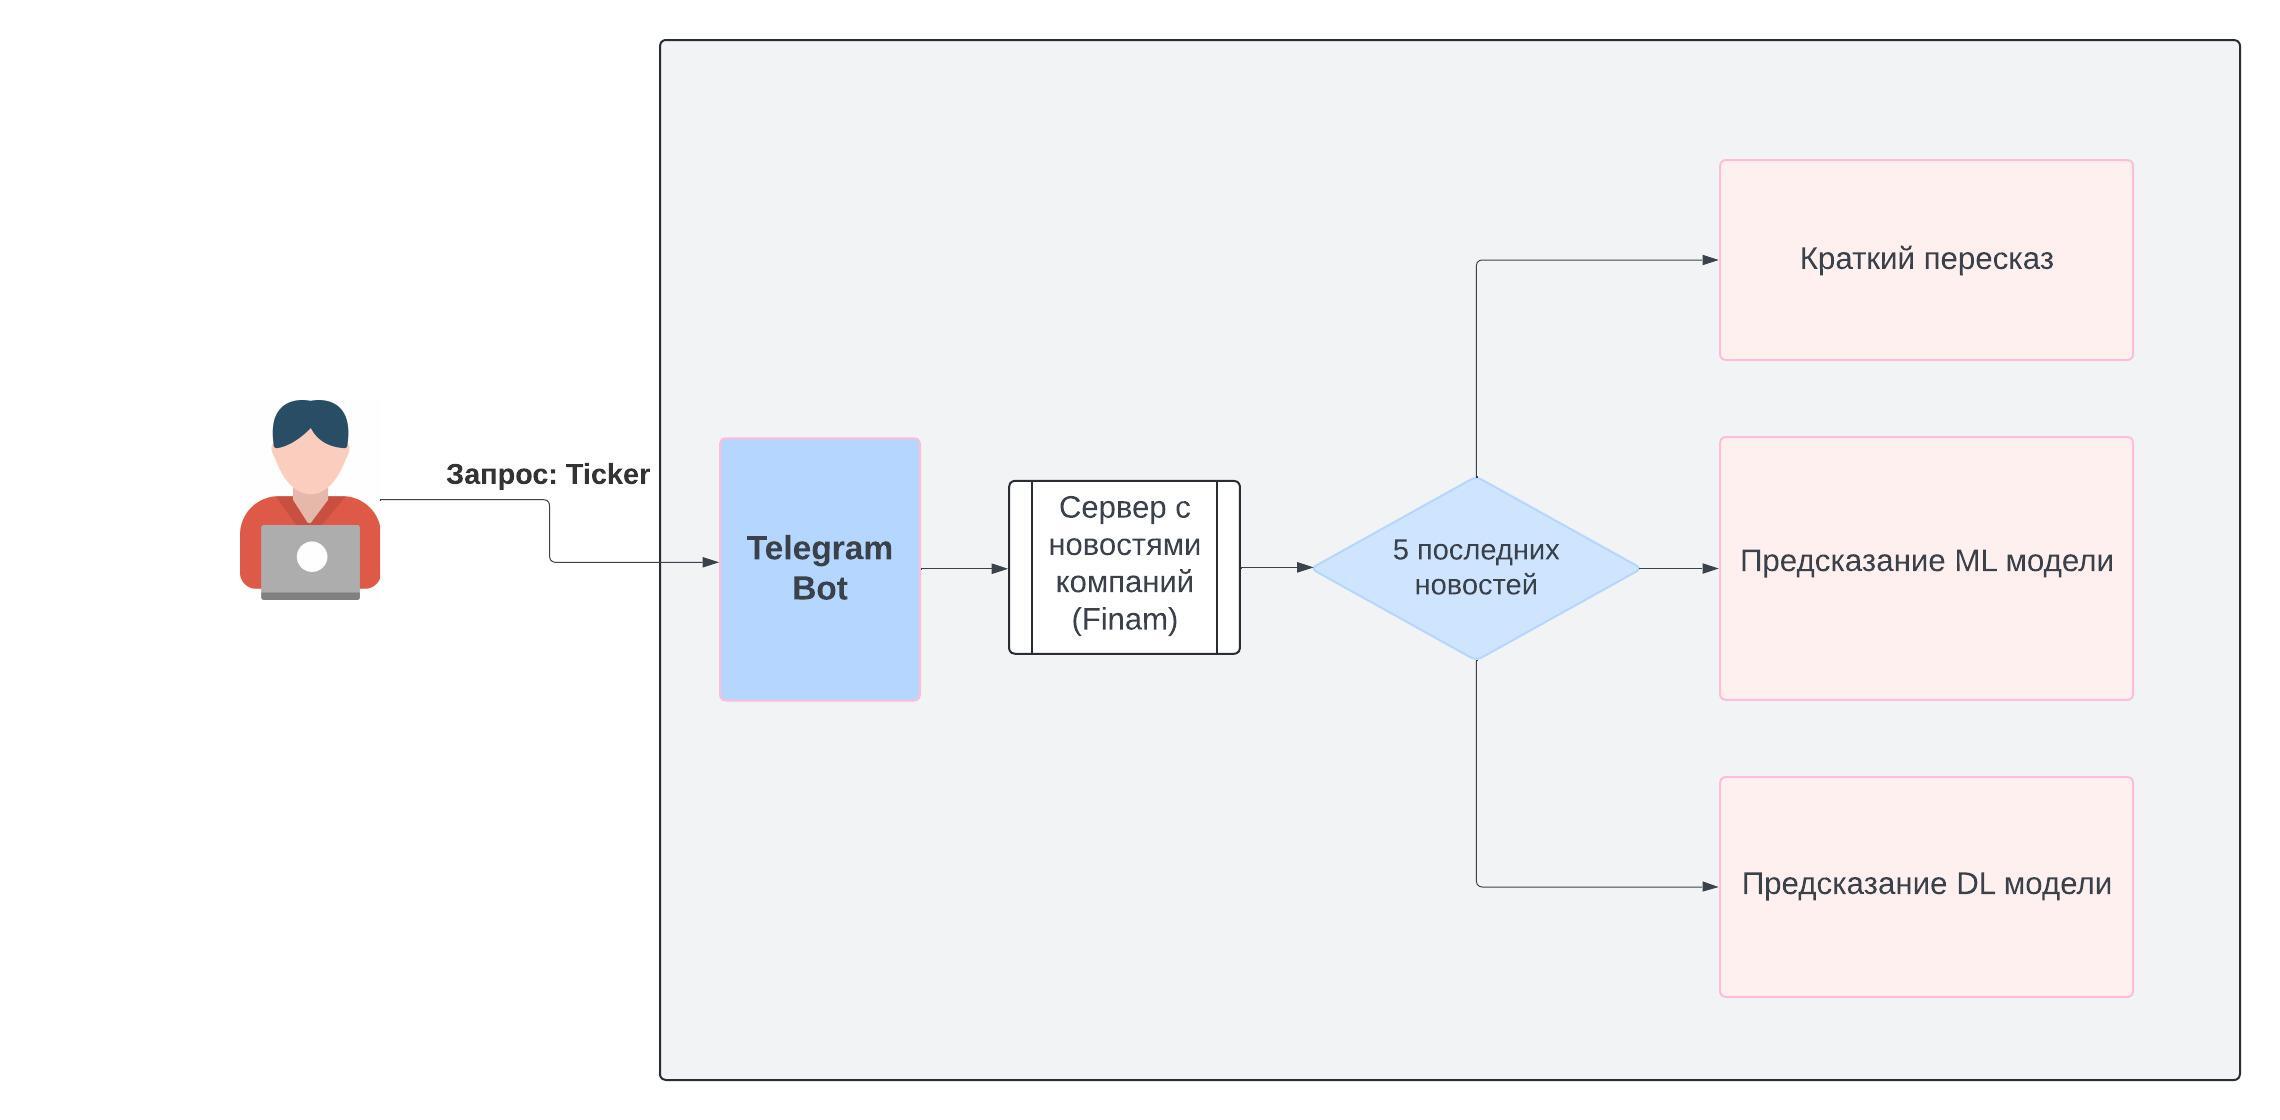 Запрос: Ticker
Telegram
Bot
Сервер с
новостями
компаний
(Finam)
5 последних
новостей
Краткий пересказ
Предсказание ML модели
Предсказание DL модели